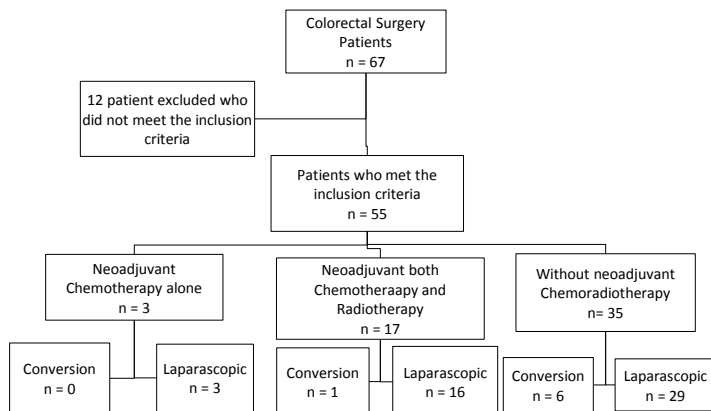 Colorectal Surgery
Patients
n = 67
12 patient excluded who
did not meet the inclusion
criteria
Patients who met the
inclusion criteria
n = 55
Neoadjuvant
Chemotherapy alone
n = 3
Neoadjuvant both
Chemotheraapy and
Radiotherapy
n = 17
Without neoadjuvant
Chemoradiotherapy
n= 35
Conversion
n = 0
Laparascopic
n = 3
Conversion
n = 1
Laparascopic
n = 16
Conversion
n = 6
Laparascopic
n = 29